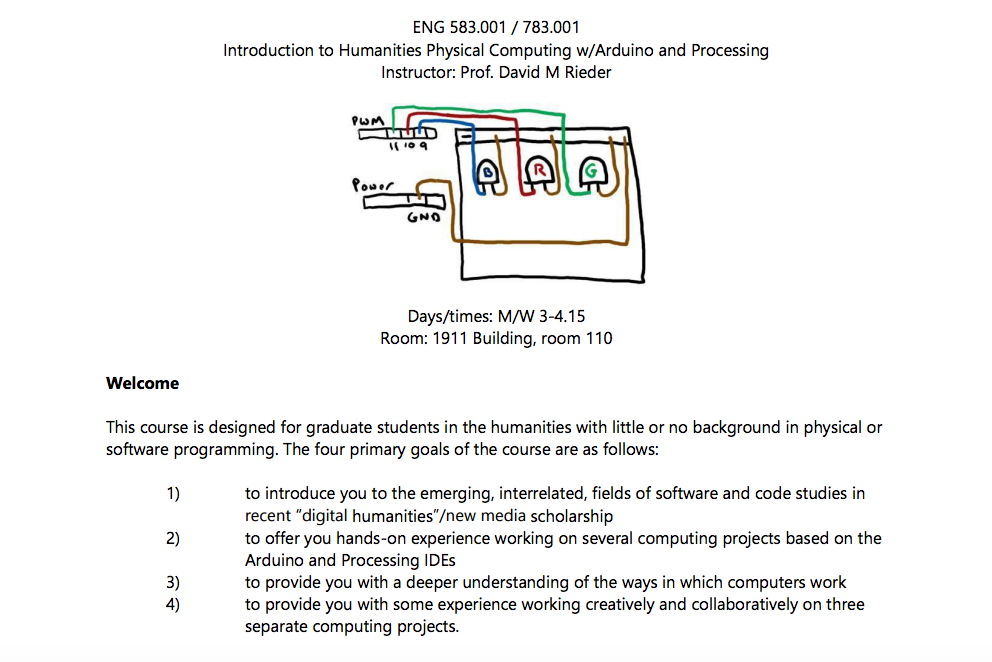 ENG 583.001 / 783.001
Introduction to Humanities Physical Computing w/Arduino and Processing
Instructor: Prof. David M Rieder
PWM
11 10 9
B
R
G
Power
GND
Days/times: M/W 3-4.15
Room: 1911 Building, room 110
Welcome
This course is designed for graduate students in the humanities with little or no background in physical or
software programming. The four primary goals of the course are as follows:
1) to introduce you to the emerging, interrelated, fields of software and code studies in
recent “digital humanities”/new media scholarship
2) to offer you hands-on experience working on several computing projects based on the
Arduino and Processing IDEs
3) to provide you with a deeper understanding of the ways in which computers work
4) to provide you with some experience working creatively and collaboratively on three
separate computing projects.